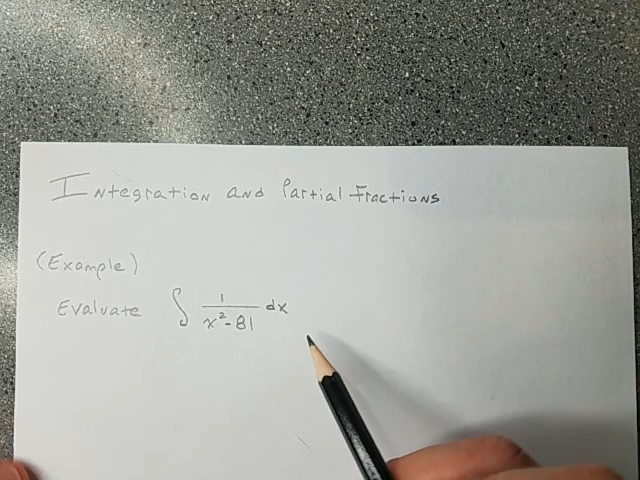 Integration and Partial Fractions
(Example)
Evaluate ∫ 1/(x²-81) dx